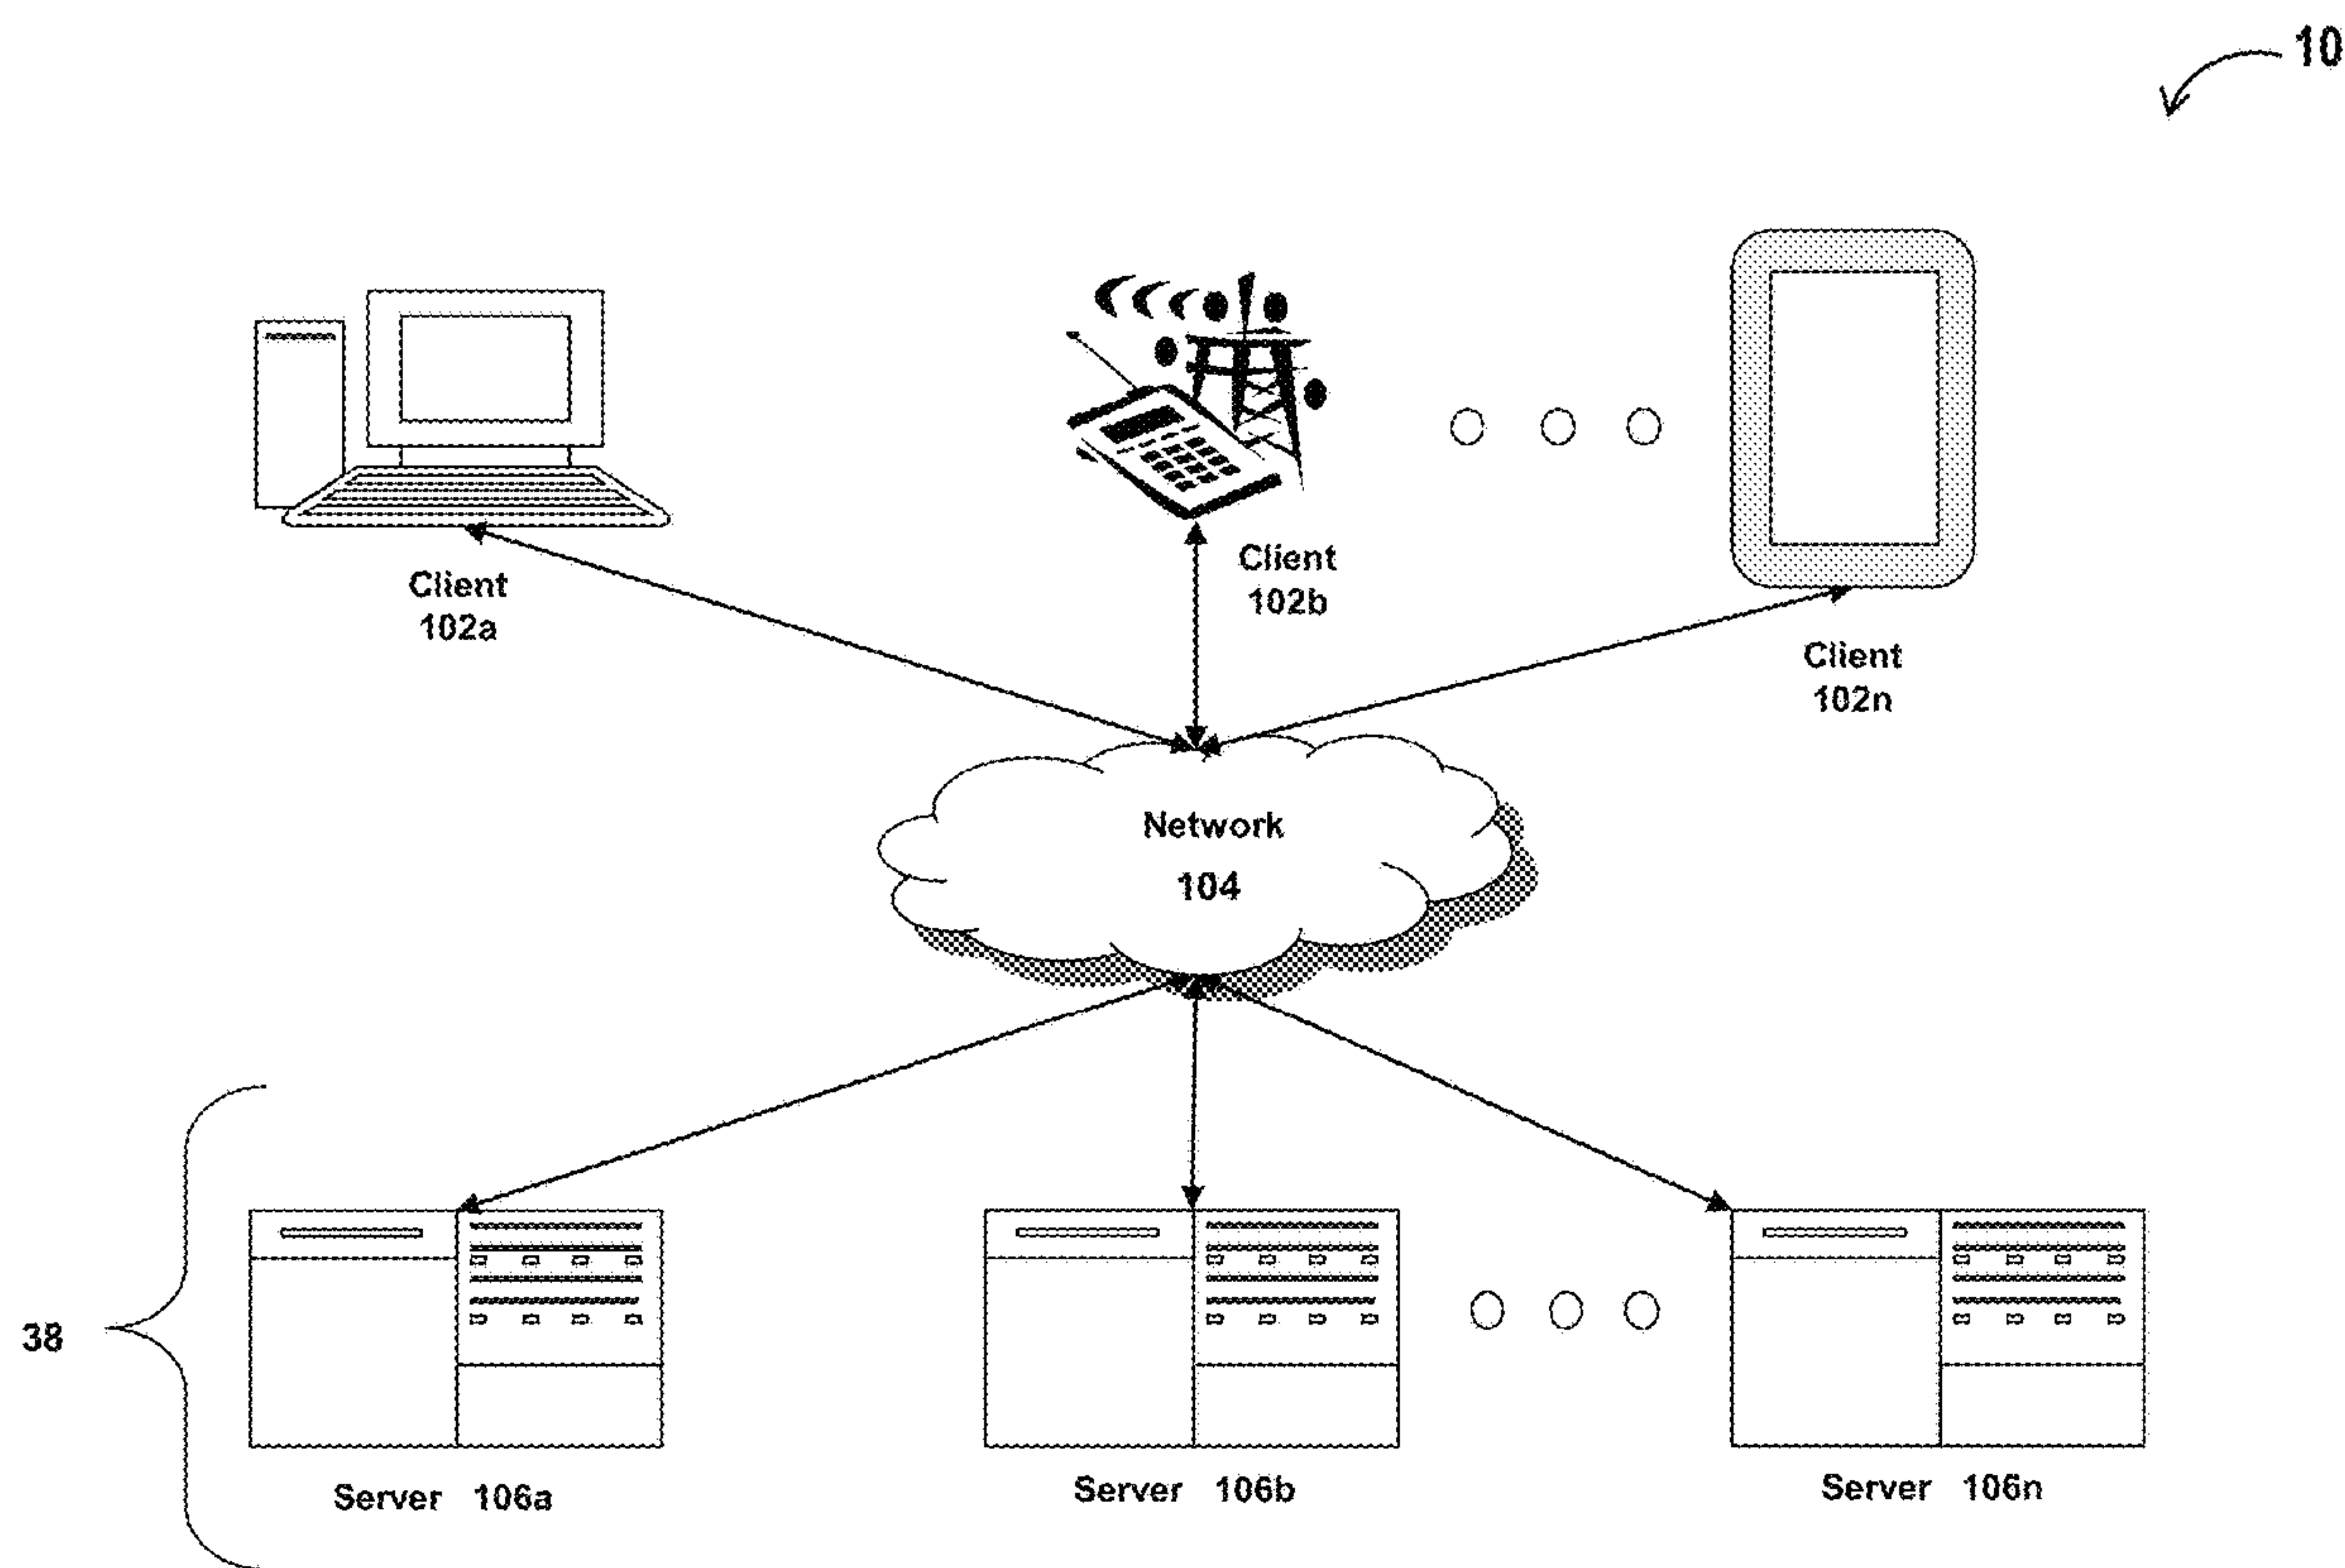 10
Client
102a
Client
102b
Client
102n
Network
104
38
Server 106a
Server 106b
Server 106n